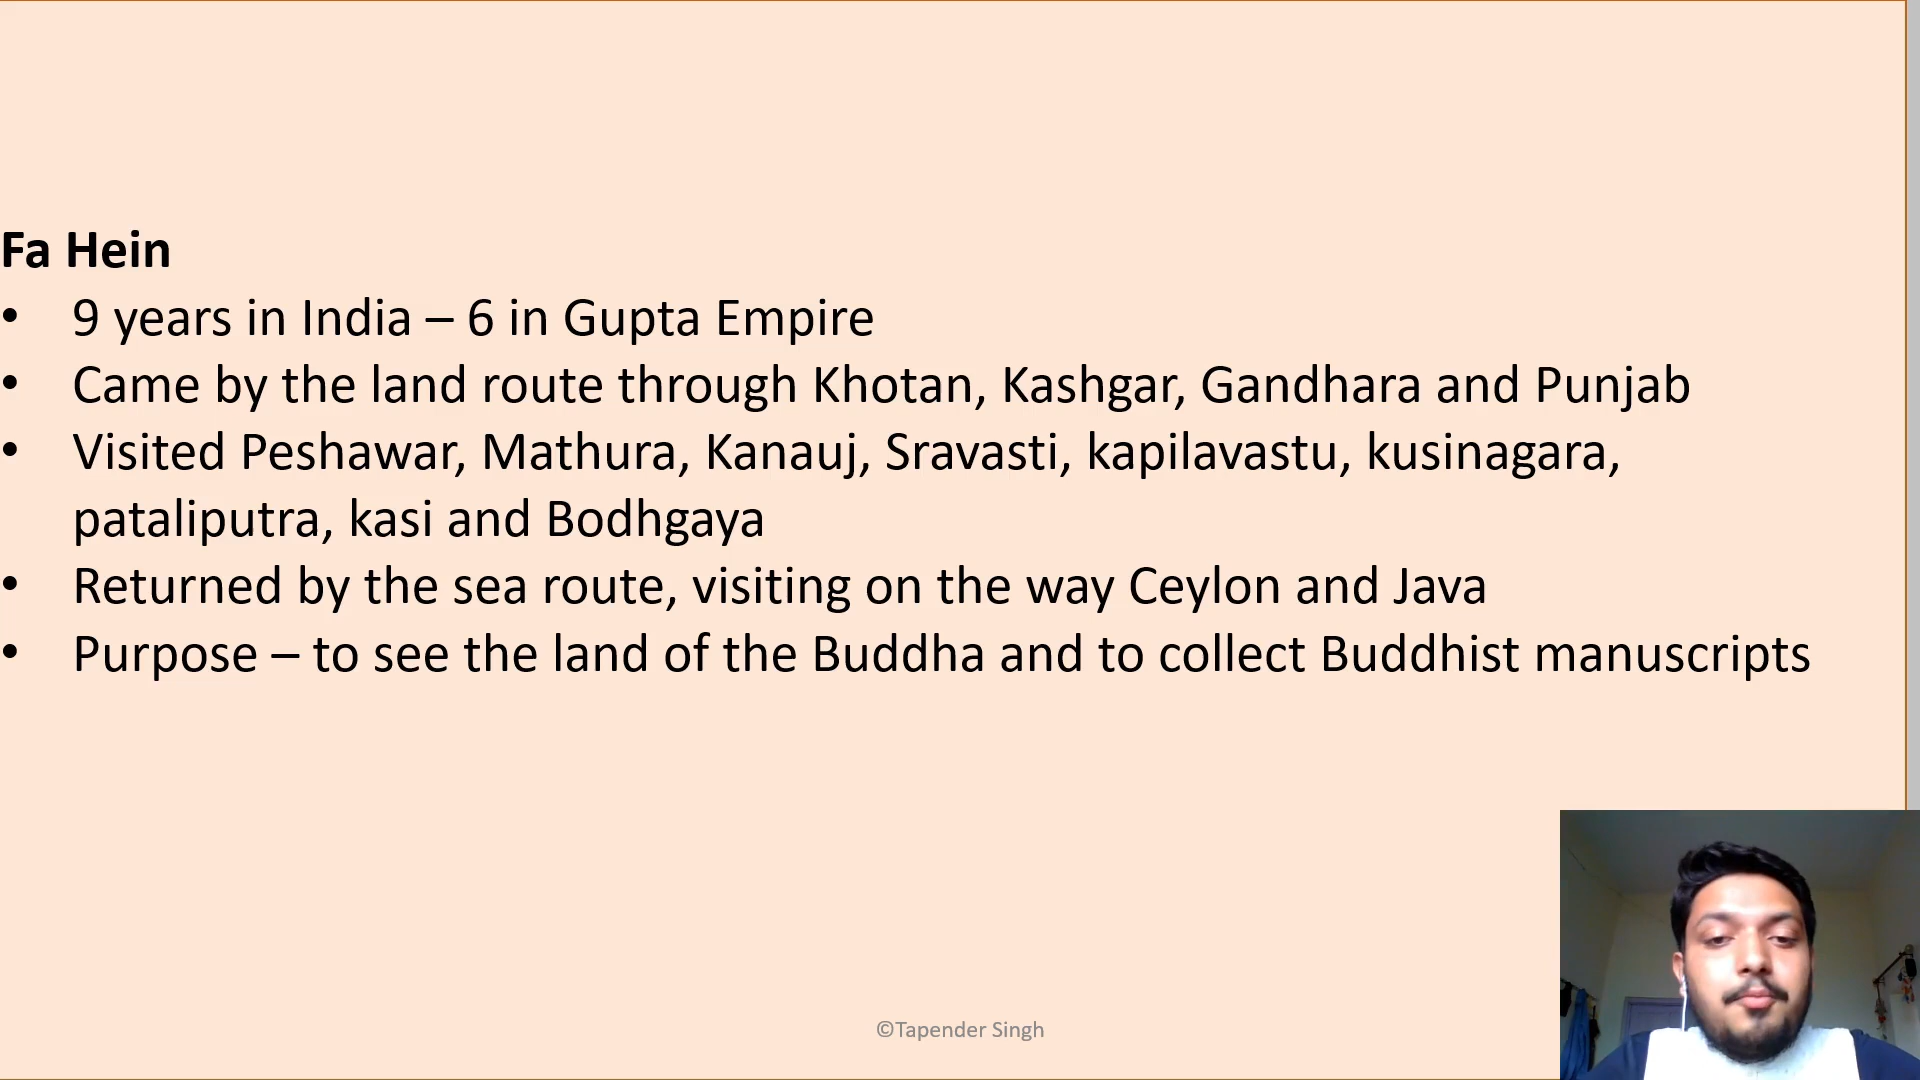 Fa Hein
• 9 years in India – 6 in Gupta Empire
• Came by the land route through Khotan, Kashgar, Gandhara and Punjab
• Visited Peshawar, Mathura, Kanauj, Sravasti, kapilavastu, kusinagara,
pataliputra, kasi and Bodhgaya
• Returned by the sea route, visiting on the way Ceylon and Java
• Purpose – to see the land of the Buddha and to collect Buddhist manuscripts
©Tapender Singh